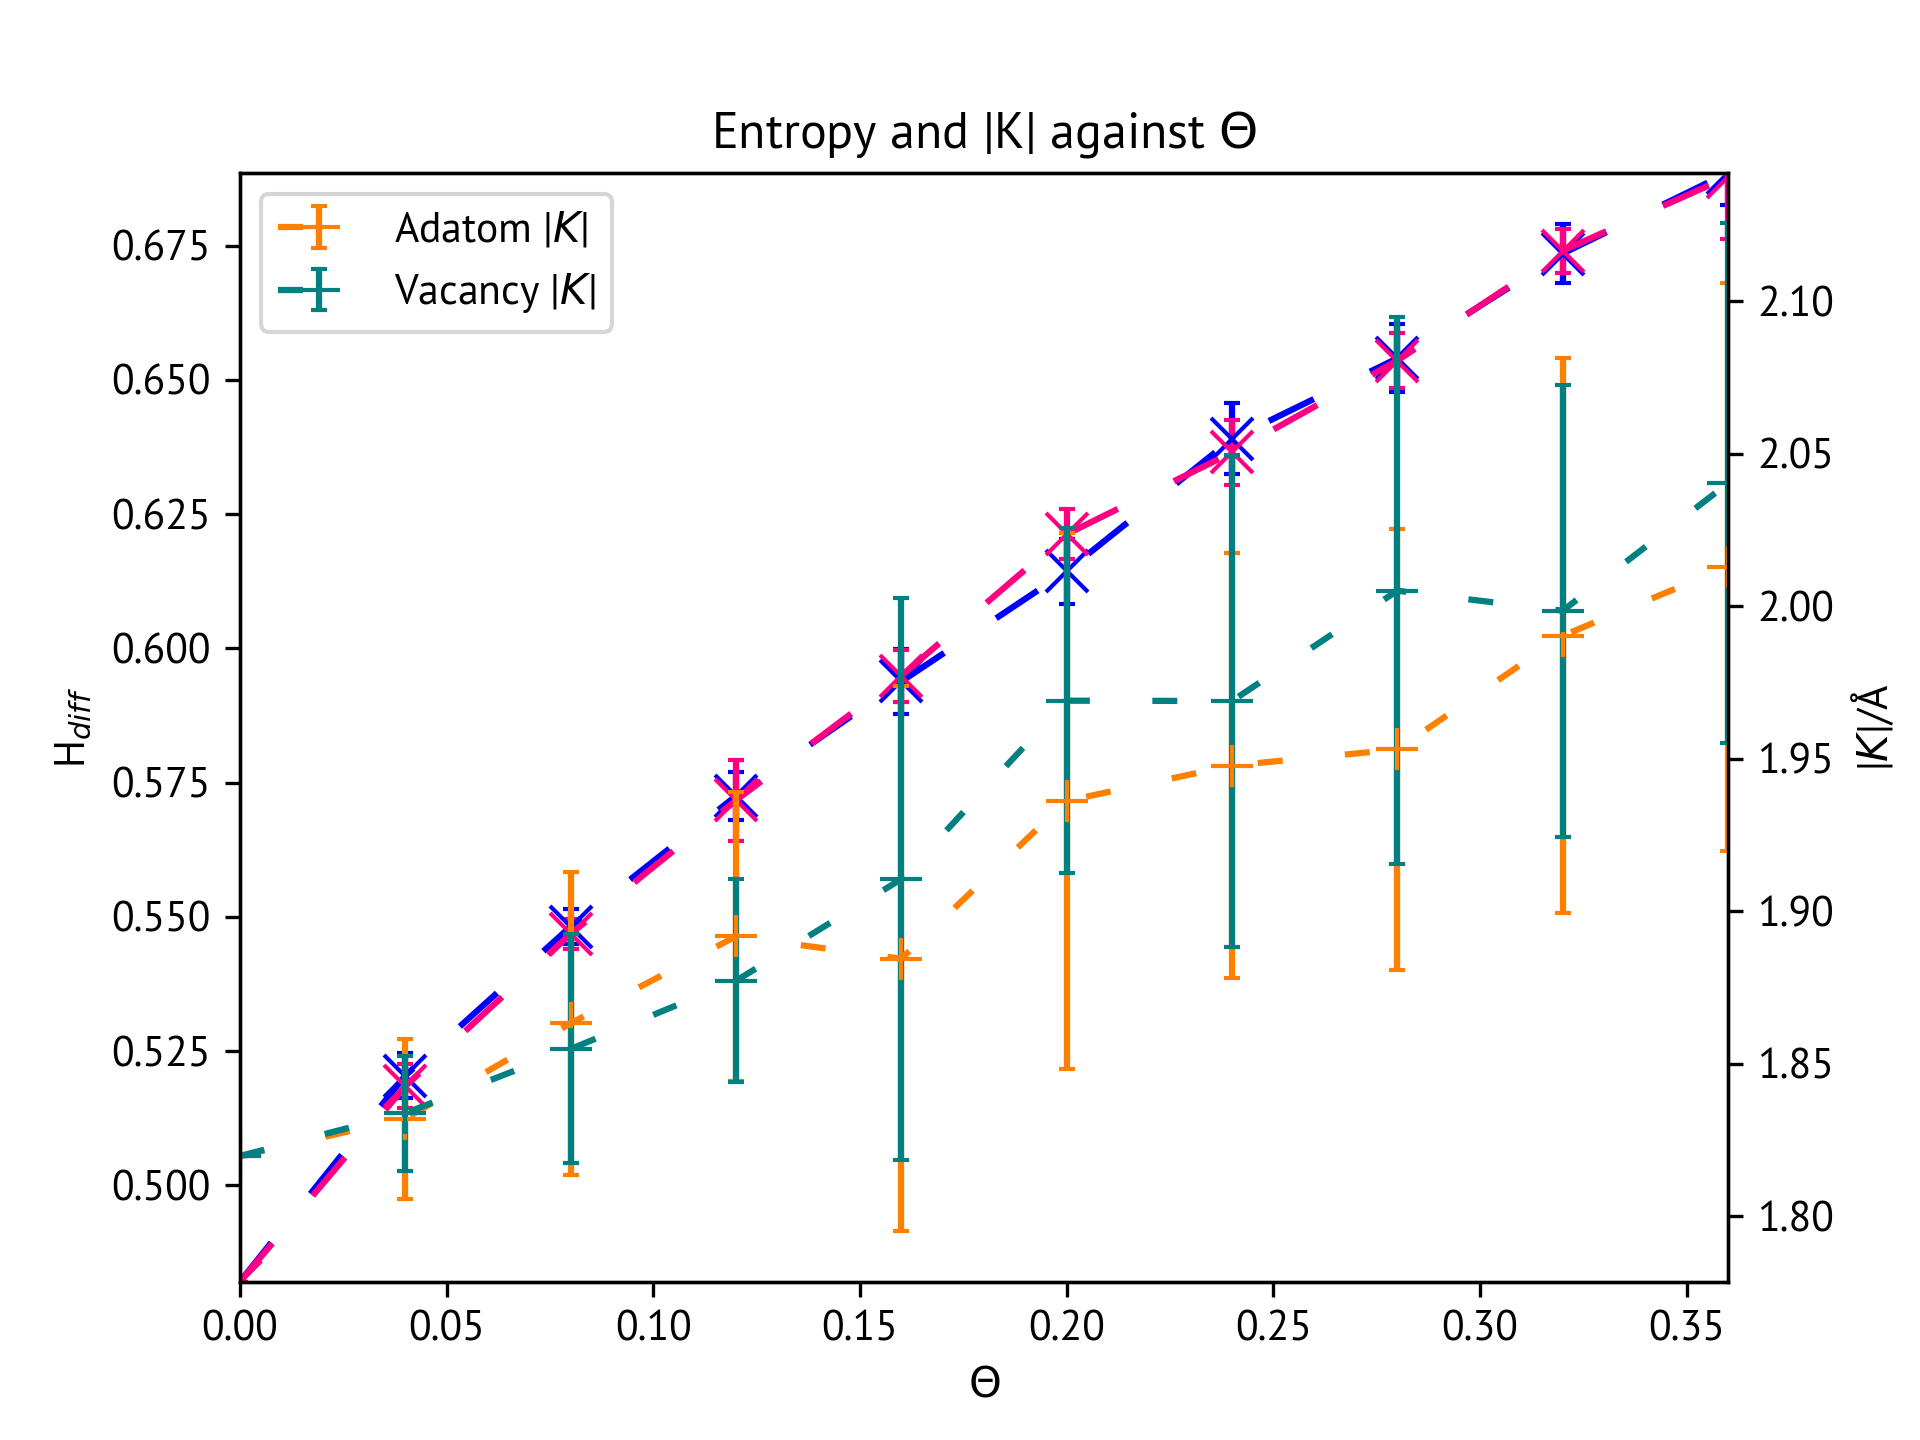 Entropy and |K| against Θ
Adatom |K|
Vacancy |K|
0.675
0.650
0.625
0.600
0.575
0.550
0.525
0.500
H_diff
2.10
2.05
2.00
1.95
1.90
1.85
1.80
|K|/Å
0.00 0.05 0.10 0.15 0.20 0.25 0.30 0.35
Θ